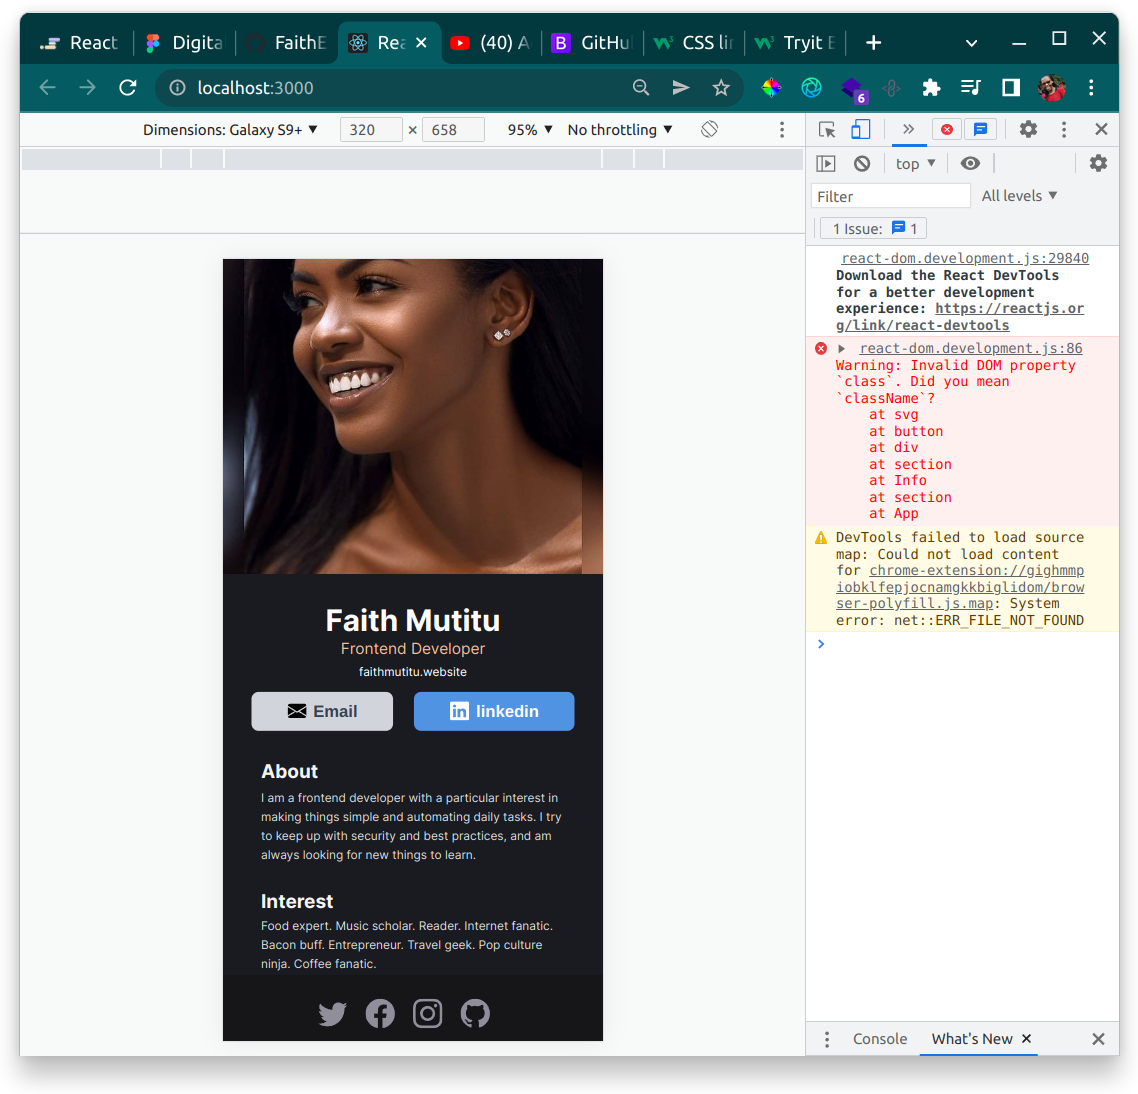 React
Digita
FaithE
Rea
(40) A
GitHu
CSS lin
Tryit E
localhost:3000
6
Dimensions: Galaxy S9+ ▼
320 × 658
95% ▼
No throttling ▼
top ▼
Filter
All levels ▼
1 Issue: 1
react-dom.development.js:29840
Download the React DevTools
for a better development
experience: https://reactjs.or
g/link/react-devtools
react-dom.development.js:86
Warning: Invalid DOM property
`class`. Did you mean
`className`?
at svg
at button
at div
at section
at Info
at section
at App
DevTools failed to load source
map: Could not load content
for chrome-extension://gighmmp
iobklfepjocnamgkkbiglidom/brow
ser-polyfill.js.map: System
error: net::ERR_FILE_NOT_FOUND
Console
What's New
Faith Mutitu
Frontend Developer
faithmutitu.website
Email
linkedin
About
I am a frontend developer with a particular interest in
making things simple and automating daily tasks. I try
to keep up with security and best practices, and am
always looking for new things to learn.
Interest
Food expert. Music scholar. Reader. Internet fanatic.
Bacon buff. Entrepreneur. Travel geek. Pop culture
ninja. Coffee fanatic.